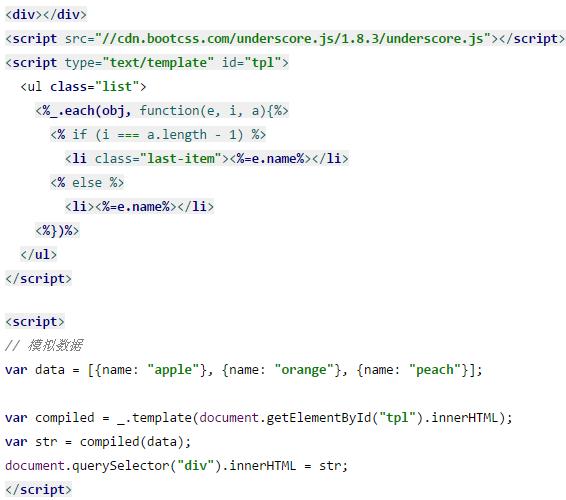 <div></div>
<script src="//cdn.bootcss.com/underscore.js/1.8.3/underscore.js"></script>
<script type="text/template" id="tpl">
  <ul class="list">
    <%_.each(obj, function(e, i, a){%>
      <% if (i === a.length - 1) %>
        <li class="last-item"><%=e.name%></li>
      <% else %>
        <li><%=e.name%></li>
    <%})%>
  </ul>
</script>

<script>
// 模拟数据
var data = [{name: "apple"}, {name: "orange"}, {name: "peach"}];

var compiled = _.template(document.getElementById("tpl").innerHTML);
var str = compiled(data);
document.querySelector("div").innerHTML = str;
</script>